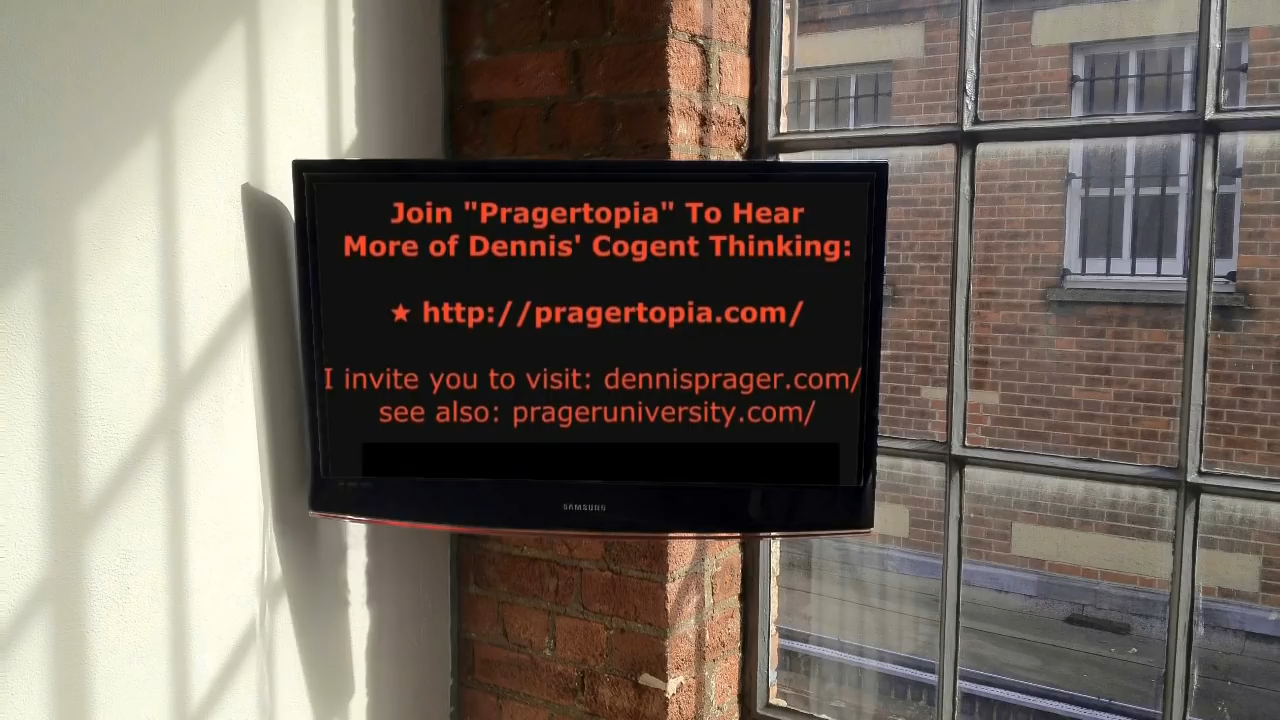 Join "Pragertopia" To Hear
More of Dennis' Cogent Thinking:
★ http://pragertopia.com/
I invite you to visit: dennisprager.com/
see also: prageruniversity.com/
SAMSUNG